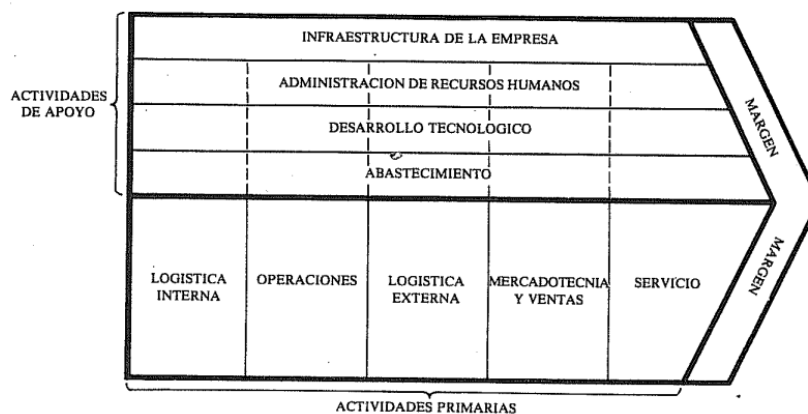 INFRAESTRUCTURA DE LA EMPRESA
ADMINISTRACION DE RECURSOS HUMANOS
ACTIVIDADES
DE APOYO
DESARROLLO TECNOLOGICO
ABASTECIMIENTO
MARGEN
LOGISTICA
INTERNA
OPERACIONES
LOGISTICA
EXTERNA
MERCADOTECNIA
Y VENTAS
SERVICIO
MARGEN
ACTIVIDADES PRIMARIAS